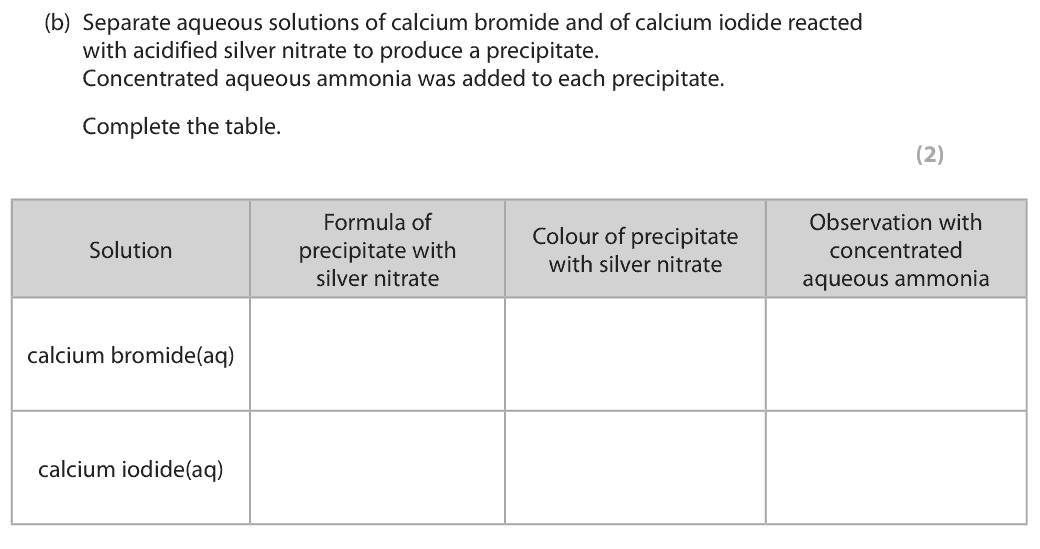 (b) Separate aqueous solutions of calcium bromide and of calcium iodide reacted
with acidified silver nitrate to produce a precipitate.
Concentrated aqueous ammonia was added to each precipitate.
Complete the table.
(2)
Solution
Formula of
precipitate with
silver nitrate
Colour of precipitate
with silver nitrate
Observation with
concentrated
aqueous ammonia
calcium bromide(aq)
calcium iodide(aq)